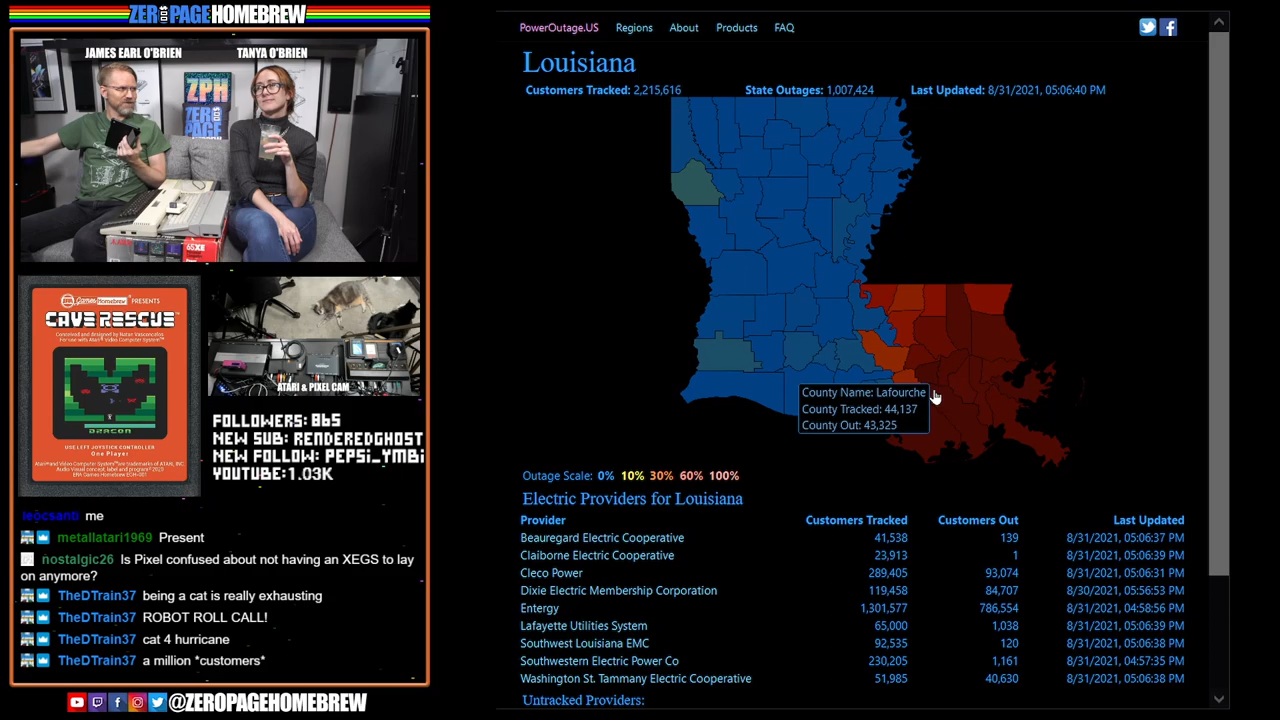 ZERO PAGE HOMEBREW
JAMES EARL O'BRIEN
TANYA O'BRIEN
ZPH
ZERO
PAGE
65XE
Games Homebrew PRESENTS
CAVE RESCUE
BEACON
USE LEFT JOYSTICK CONTROLLER
One Player
ATARI & PIXEL CAM
FOLLOWERS: 865
NEW SUB: RENDEREDGHOST
NEW FOLLOW: PEPSI_YMBI
YOUTUBE: 1.03K
leocsanti me
metallatari1969 Present
nostalgic26 Is Pixel confused about not having an XEGS to lay
on anymore?
TheDTrain37 being a cat is really exhausting
TheDTrain37 ROBOT ROLL CALL!
TheDTrain37 cat 4 hurricane
TheDTrain37 a million *customers*
@ZEROPAGEHOMEBREW
PowerOutage.US Regions About Products FAQ
Louisiana
Customers Tracked: 2,215,616 State Outages: 1,007,424 Last Updated: 8/31/2021, 05:06:40 PM
County Name: Lafourche
County Tracked: 44,137
County Out: 43,325
Outage Scale: 0% 10% 30% 60% 100%
Electric Providers for Louisiana
Provider Customers Tracked Customers Out Last Updated
Beauregard Electric Cooperative 41,538 139 8/31/2021, 05:06:37 PM
Claiborne Electric Cooperative 23,913 1 8/31/2021, 05:06:39 PM
Cleco Power 289,405 93,074 8/31/2021, 05:06:31 PM
Dixie Electric Membership Corporation 119,458 84,707 8/30/2021, 05:56:53 PM
Entergy 1,301,577 786,554 8/31/2021, 04:58:56 PM
Lafayette Utilities System 65,000 1,038 8/31/2021, 05:06:39 PM
Southwest Louisiana EMC 92,535 120 8/31/2021, 05:06:38 PM
Southwestern Electric Power Co 230,205 1,161 8/31/2021, 04:57:35 PM
Washington St. Tammany Electric Cooperative 51,985 40,630 8/31/2021, 05:06:38 PM
Untracked Providers: